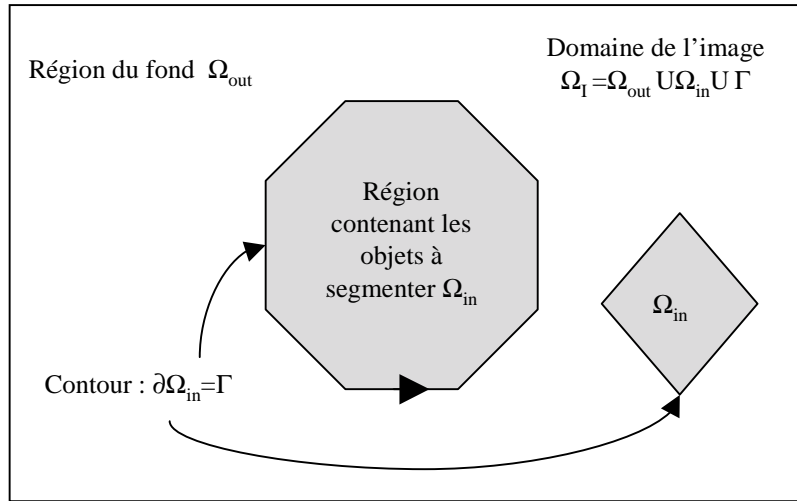 Région du fond Ω_out
Domaine de l’image
Ω_I =Ω_out U Ω_in U Γ
Région
contenant les
objets à
segmenter Ω_in
Ω_in
Contour : ∂Ω_in=Γ